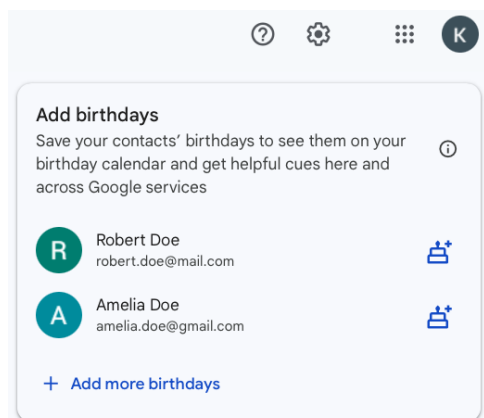 K
Add birthdays
Save your contacts’ birthdays to see them on your
birthday calendar and get helpful cues here and
across Google services
R
Robert Doe
robert.doe@mail.com
A
Amelia Doe
amelia.doe@gmail.com
+ Add more birthdays